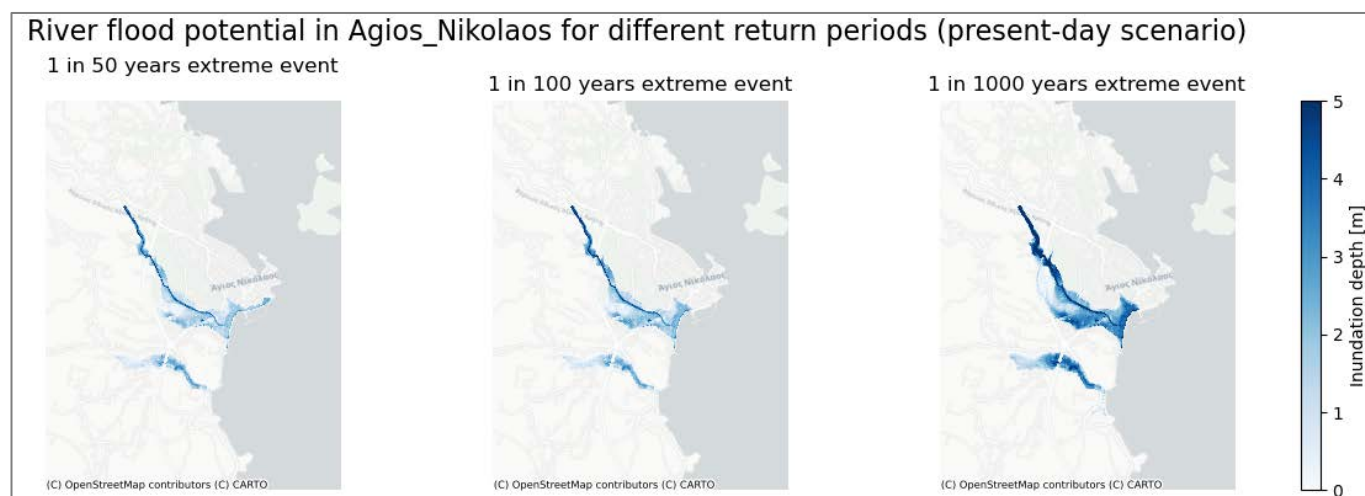 River flood potential in Agios_Nikolaos for different return periods (present-day scenario)
1 in 50 years extreme event
1 in 100 years extreme event
1 in 1000 years extreme event
Άγιος Νικόλαος
Άγιος Νικόλαος
Άγιος Νικόλαος
(C) OpenStreetMap contributors (C) CARTO
(C) OpenStreetMap contributors (C) CARTO
(C) OpenStreetMap contributors (C) CARTO
5
4
3
2
1
0
Inundation depth [m]